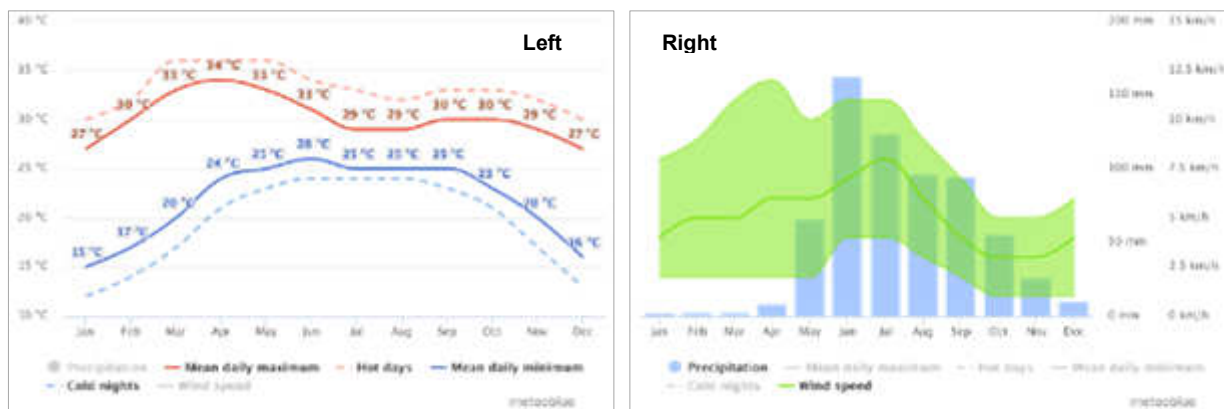 Left
40 °C
35 °C
30 °C
25 °C
20 °C
15 °C
10 °C
27 °C
30 °C
33 °C
34 °C
33 °C
31 °C
29 °C
29 °C
30 °C
30 °C
29 °C
27 °C
15 °C
17 °C
20 °C
24 °C
25 °C
26 °C
25 °C
25 °C
25 °C
23 °C
20 °C
16 °C
Jan Feb Mar Apr May Jun Jul Aug Sep Oct Nov Dec
Precipitation Mean daily maximum Hot days Mean daily minimum
Cold nights Wind speed
meteoblue
Right
200 mm 15 km/h
12.5 km/h
150 mm
10 km/h
100 mm 7.5 km/h
5 km/h
50 mm
2.5 km/h
0 mm 0 km/h
Jan Feb Mar Apr May Jun Jul Aug Sep Oct Nov Dec
Precipitation Mean daily maximum Hot days Mean daily minimum
Cold nights Wind speed
meteoblue